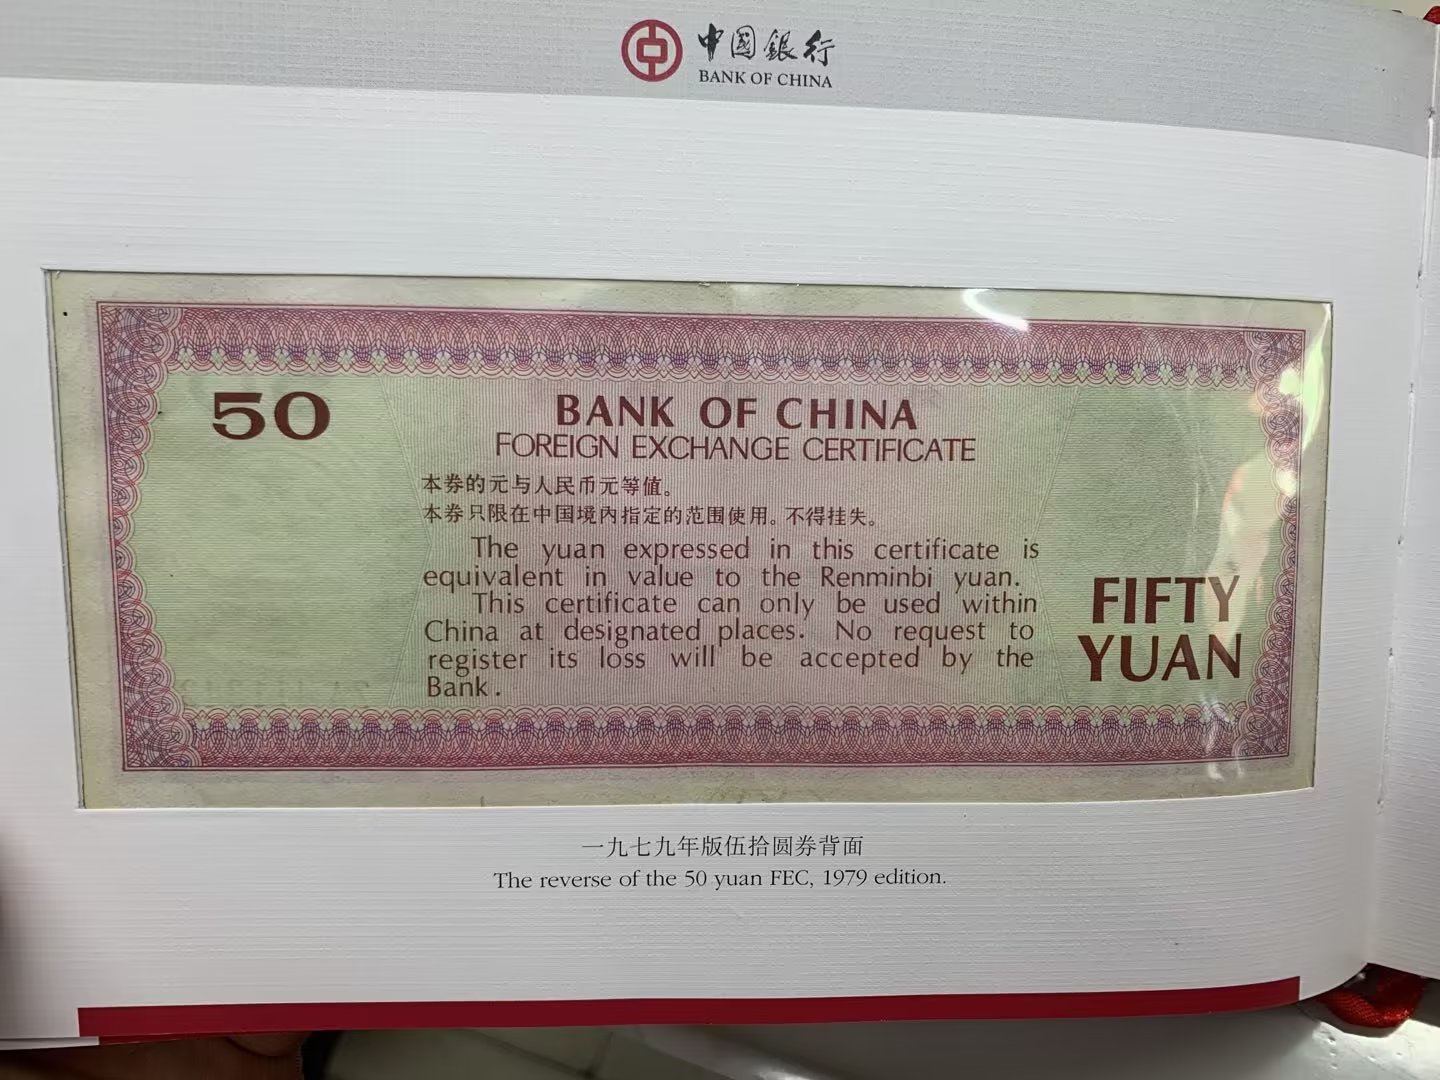 中國銀行
BANK OF CHINA
50
BANK OF CHINA
FOREIGN EXCHANGE CERTIFICATE
本券的元与人民币元等值。
本券只限在中国境内指定的范围使用。不得挂失。
The yuan expressed in this certificate is
equivalent in value to the Renminbi yuan.
This certificate can only be used within
China at designated places. No request to
register its loss will be accepted by the
Bank.
FIFTY
YUAN
一九七九年版伍拾圆券背面
The reverse of the 50 yuan FEC, 1979 edition.